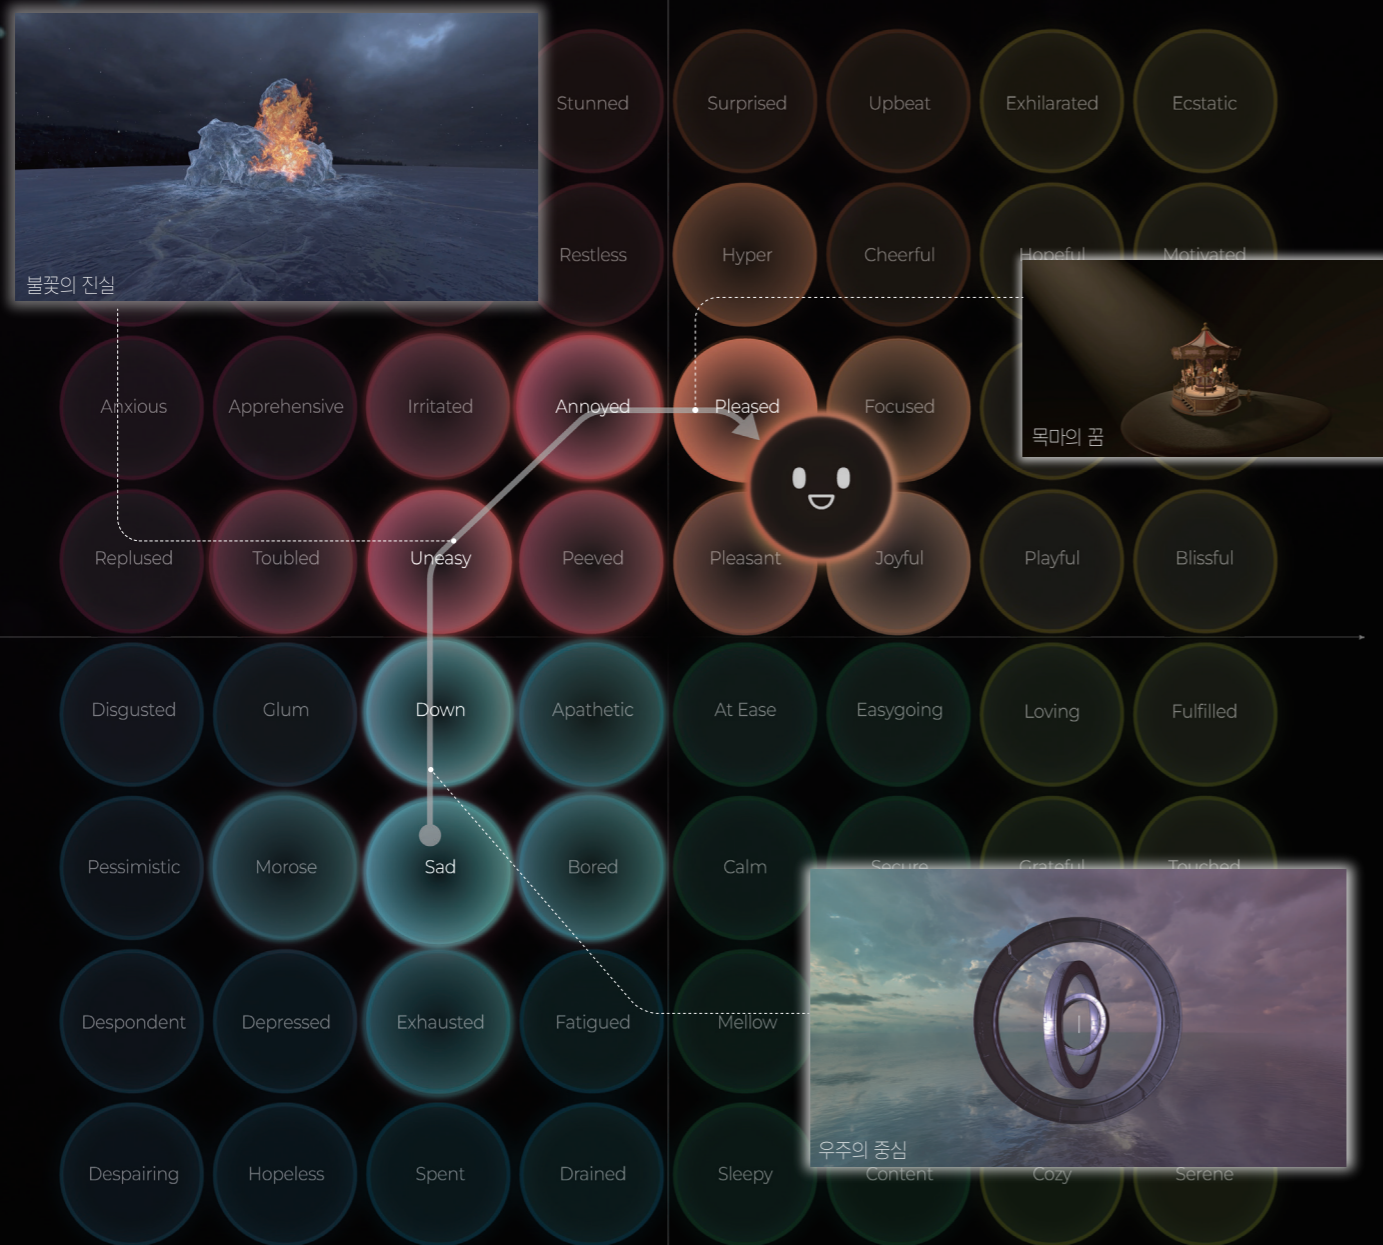 Stunned
Surprised
Upbeat
Exhilarated
Ecstatic
Restless
Hyper
Cheerful
Hopeful
Motivated
불꽃의 진실
Anxious
Apprehensive
Irritated
Annoyed
Pleased
Focused
목마의 꿈
Replused
Toubled
Uneasy
Peeved
Pleasant
Joyful
Playful
Blissful
Disgusted
Glum
Down
Apathetic
At Ease
Easygoing
Loving
Fulfilled
Pessimistic
Morose
Sad
Bored
Calm
Secure
Grateful
Touched
Despondent
Depressed
Exhausted
Fatigued
Mellow
우주의 중심
Despairing
Hopeless
Spent
Drained
Sleepy
Content
Cozy
Serene